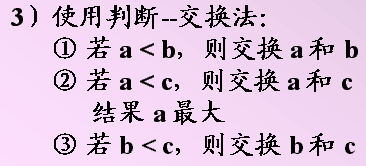 3）使用判断--交换法:
① 若 a < b, 则交换 a 和 b
② 若 a < c, 则交换 a 和 c
结果 a 最大
③ 若 b < c, 则交换 b 和 c